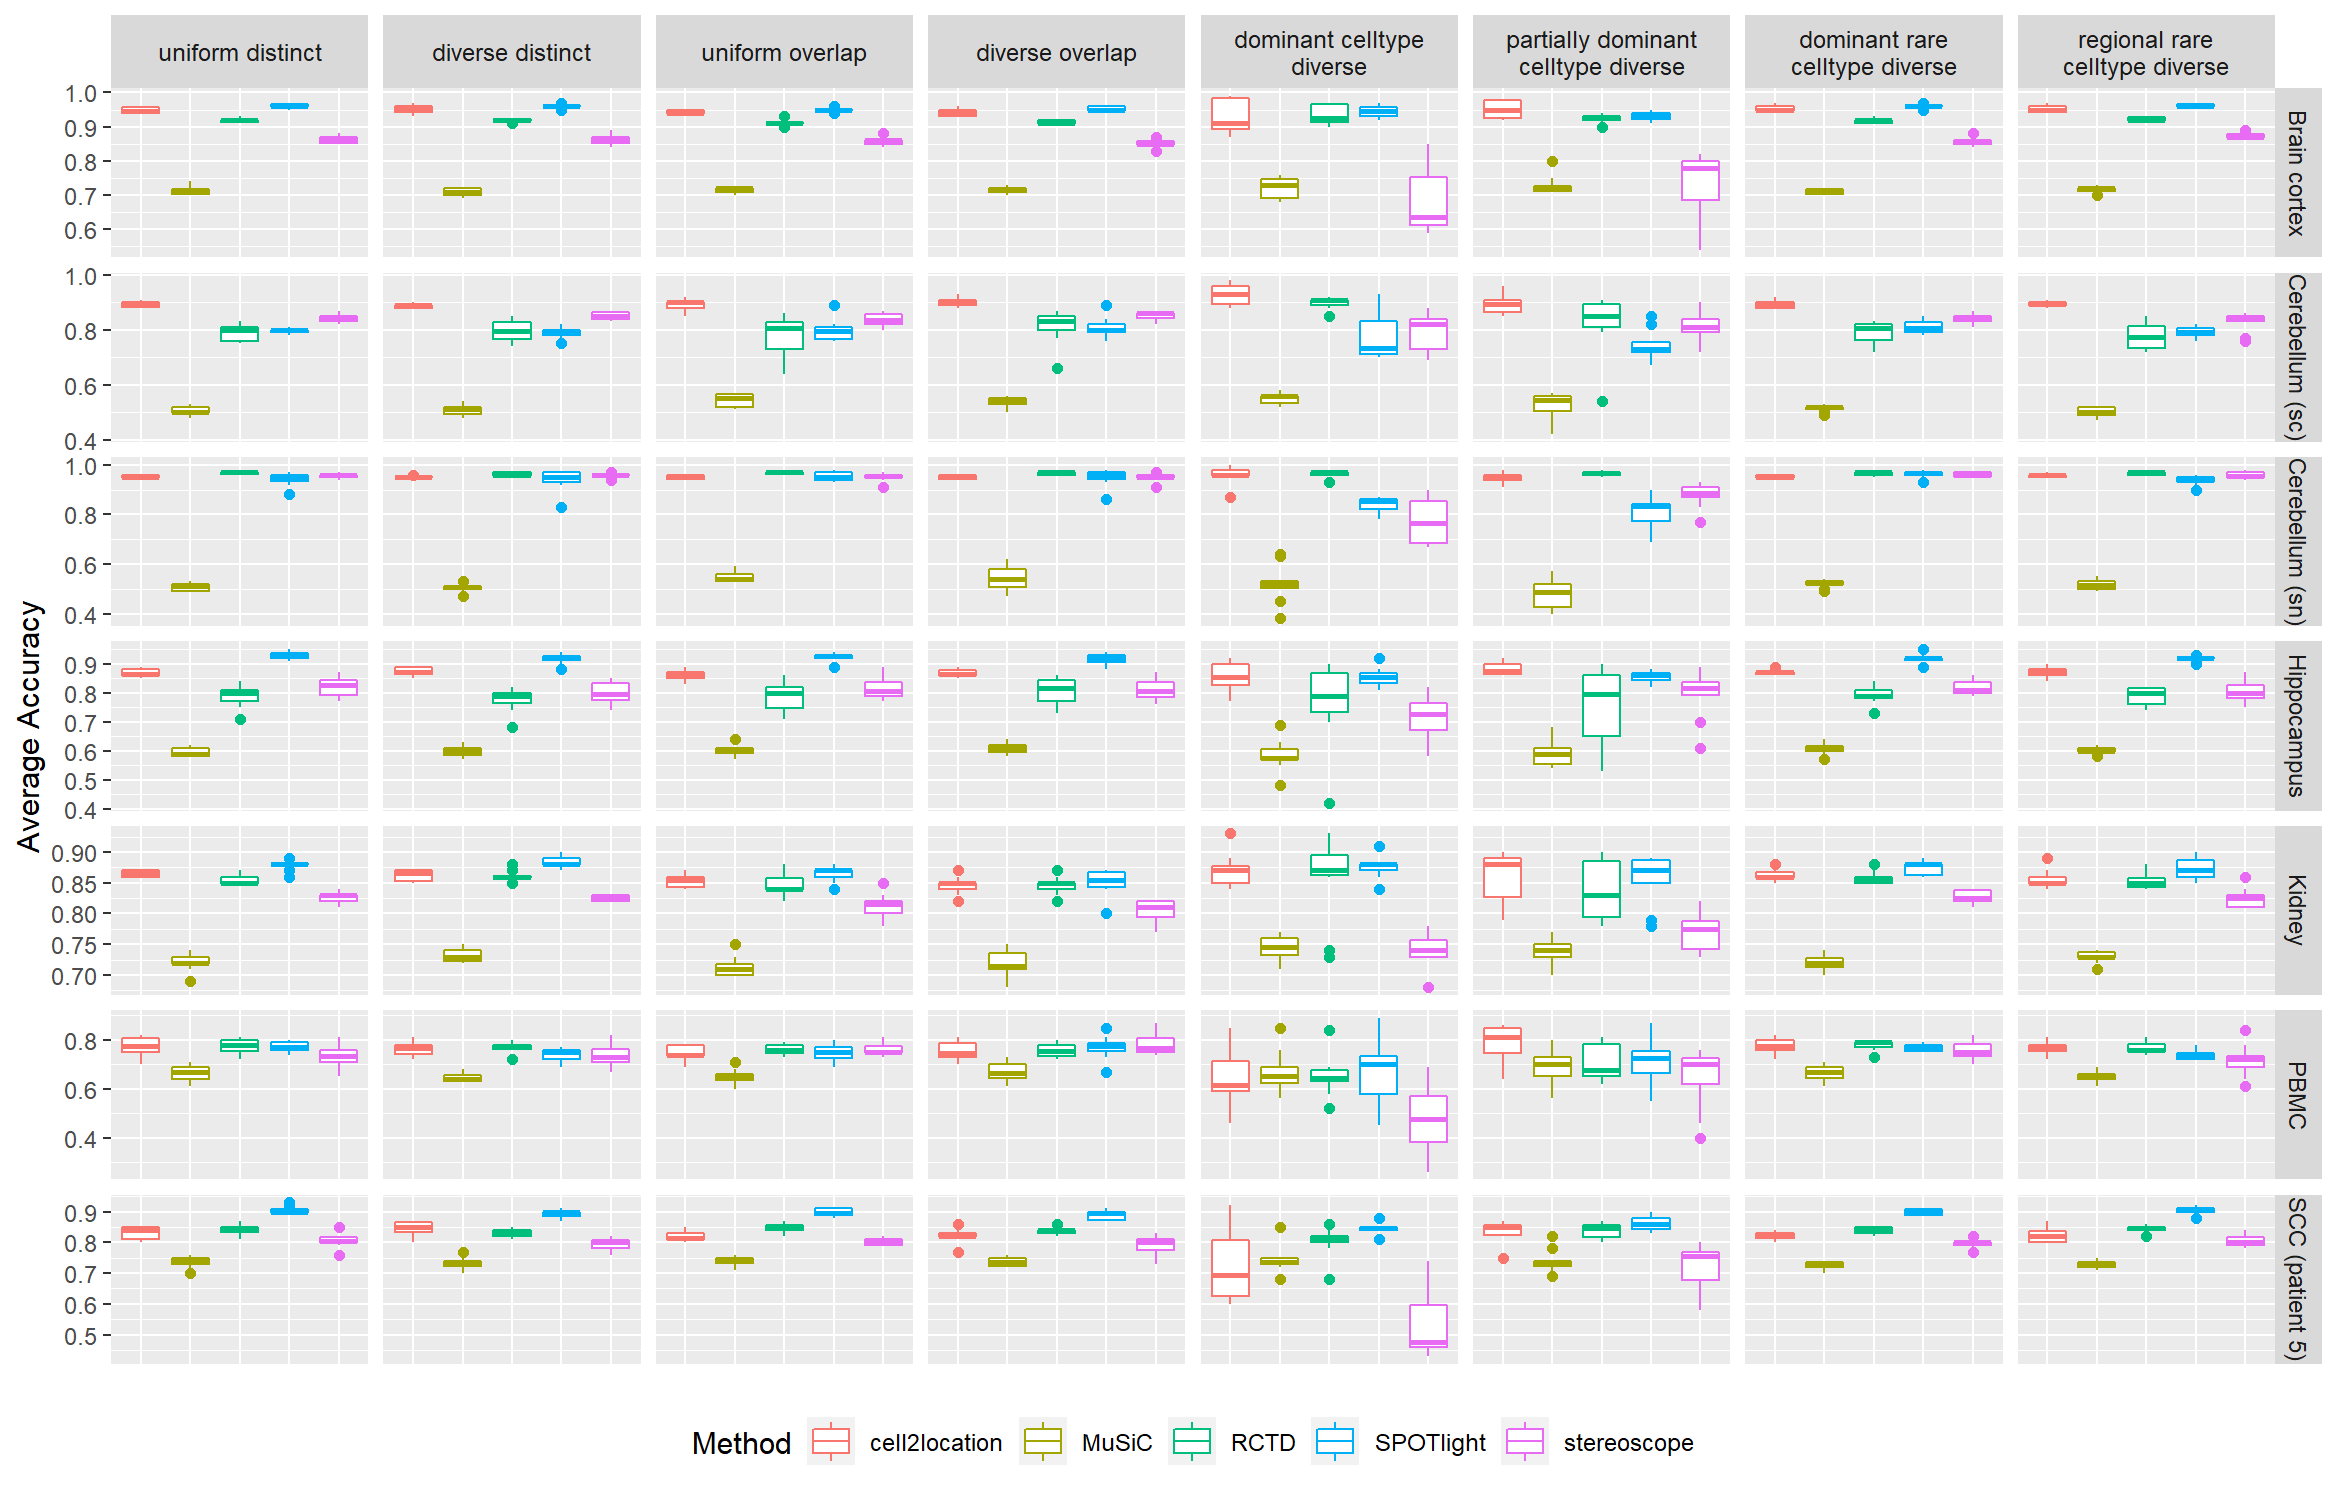 uniform distinct
diverse distinct
uniform overlap
diverse overlap
dominant celltype
diverse
partially dominant
celltype diverse
dominant rare
celltype diverse
regional rare
celltype diverse
1.0
0.9
0.8
0.7
0.6
Brain cortex
1.0
0.8
0.6
0.4
Cerebellum (sc)
1.0
0.8
0.6
0.4
Cerebellum (sn)
0.9
0.8
0.7
0.6
0.5
0.4
Hippocampus
0.90
0.85
0.80
0.75
0.70
Kidney
0.8
0.6
0.4
PBMC
0.9
0.8
0.7
0.6
0.5
SCC (patient 5)
Average Accuracy
Method
cell2location
MuSiC
RCTD
SPOTlight
stereoscope